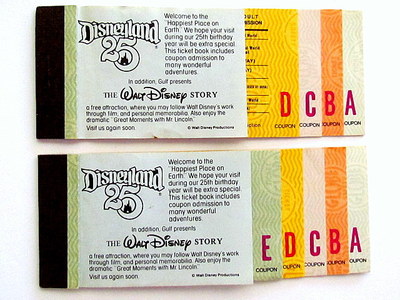 Disneyland
25
Welcome to the
"Happiest Place on
Earth." We hope your visit
during our 25th birthday
year will be extra special.
This ticket book includes
coupon admission to
many wonderful
adventures.
In addition, Gulf presents
THE Walt Disney STORY
a free attraction, where you may follow Walt Disney's work
through film, and personal mementos. Also enjoy the
dramatic "Great Moments with Mr. Lincoln."
Visit us again soon.
© Walt Disney Productions
D C B A
COUPON COUPON COUPON COUPON
Disneyland
25
Welcome to the
"Happiest Place on
Earth." We hope your visit
during our 25th birthday
year will be extra special.
This ticket book includes
coupon admission to
many wonderful
adventures.
In addition, Gulf presents
THE Walt Disney STORY
a free attraction, where you may follow Walt Disney's work
through film, and personal mementos. Also enjoy the
dramatic "Great Moments with Mr. Lincoln."
Visit us again soon.
© Walt Disney Productions
E D C B A
COUPON COUPON COUPON COUPON COUPON